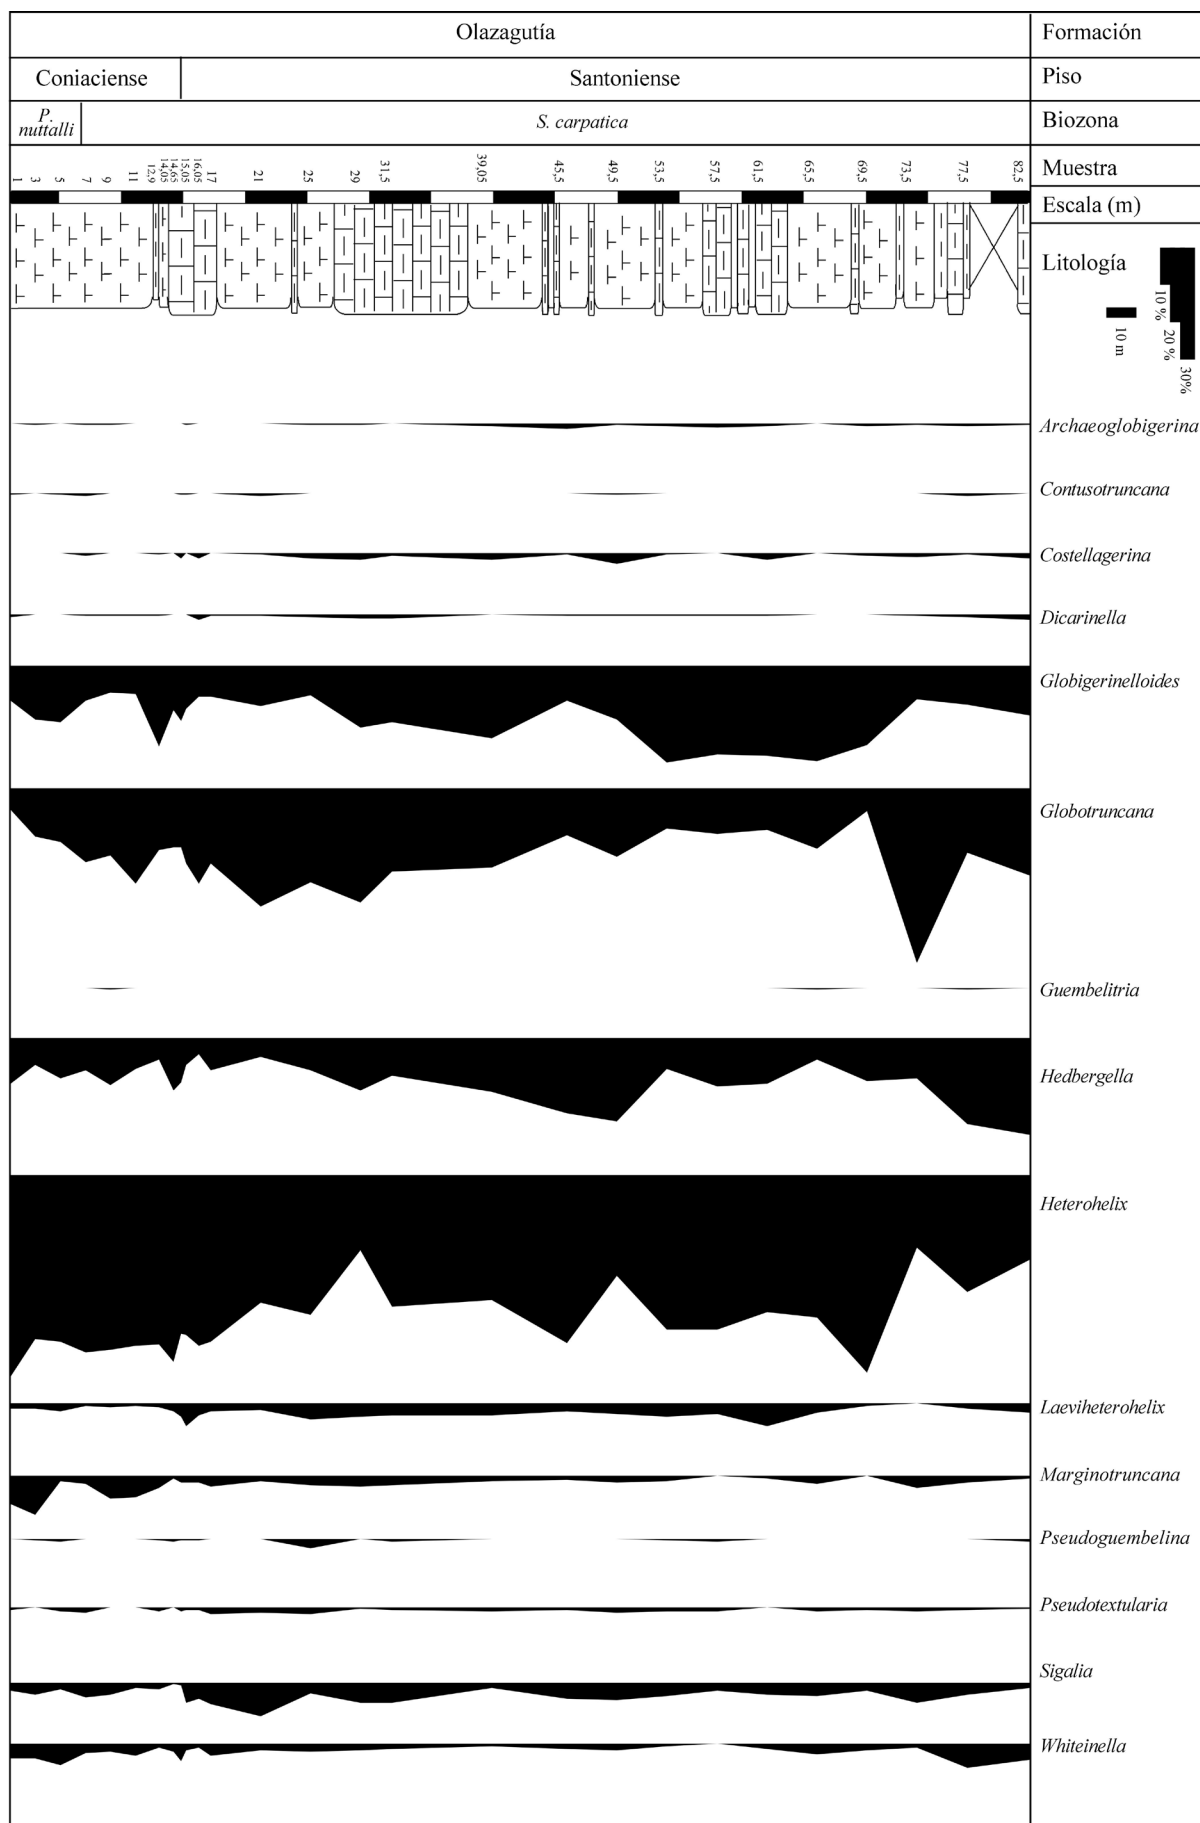 Olazagutía
Formación
Coniaciense
Santoniense
Piso
P. nuttalli
S. carpatica
Biozona
1
3
5
7
9
11
12,9
14,05
14,65
15,05
16,05
17
21
25
29
31,5
39,05
45,5
49,5
53,5
57,5
61,5
65,5
69,5
73,5
77,5
82,5
Muestra
Escala (m)
Litología
10 m
10 %
20 %
30%
Archaeoglobigerina
Contusotruncana
Costellagerina
Dicarinella
Globigerinelloides
Globotruncana
Guembelitria
Hedbergella
Heterohelix
Laeviheterohelix
Marginotruncana
Pseudoguembelina
Pseudotextularia
Sigalia
Whiteinella